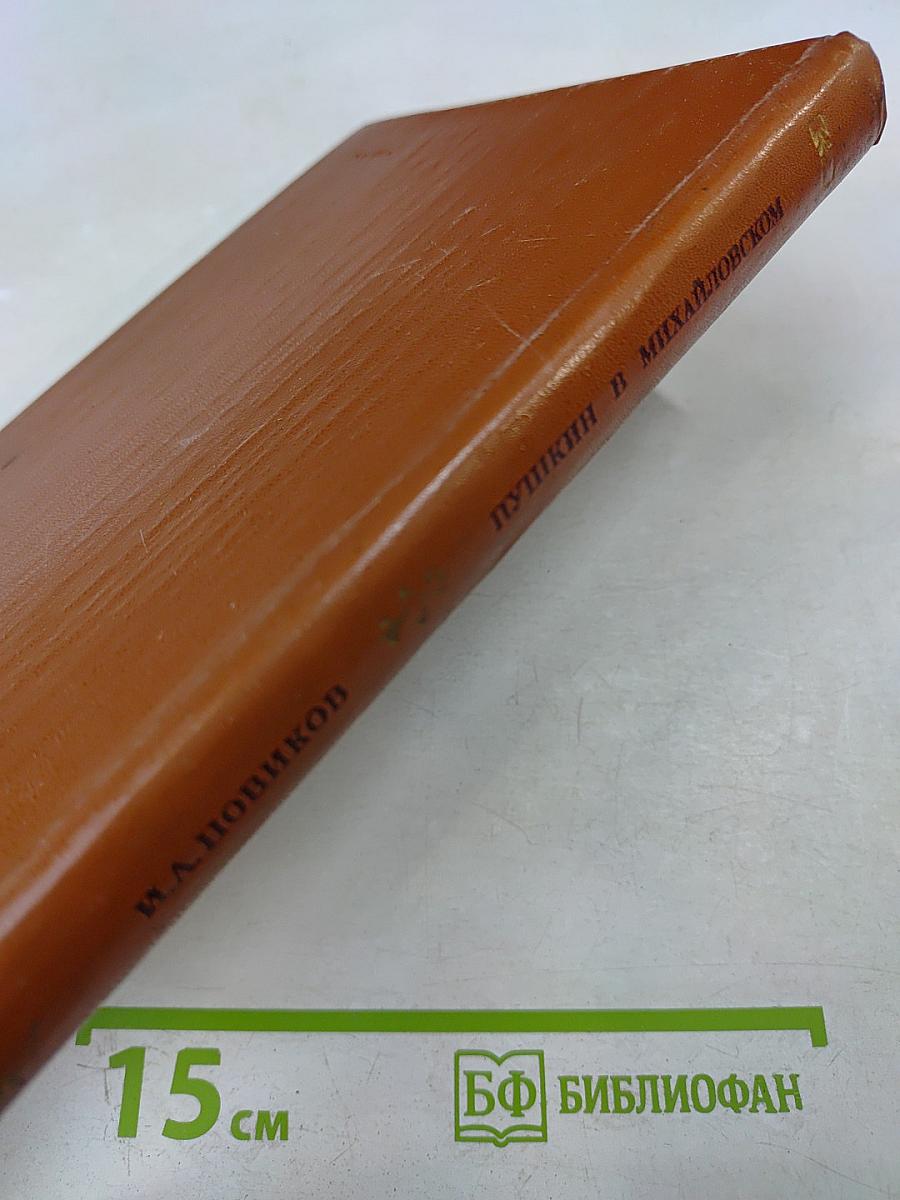 И.А.НОВИКОВ
ПУШКИН В МИХАЙЛОВСКОМ
15 см
БФ БИБЛИОФАН